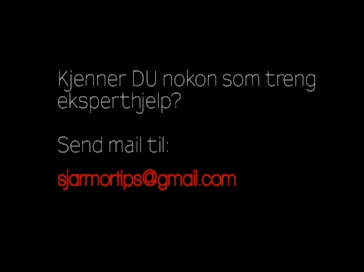 Kjenner DU nokon som treng
eksperthjelp?
Send mail til:
sjarmortips@gmail.com